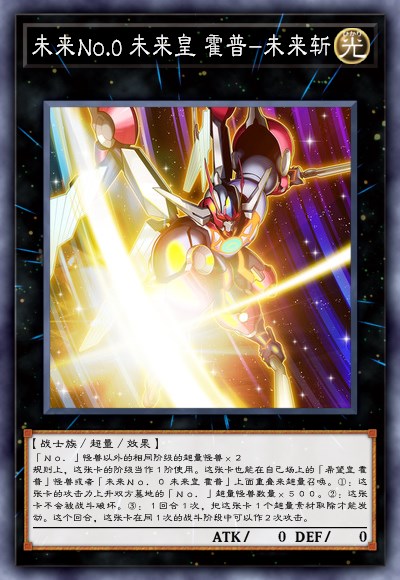 未来No.0 未来皇 霍普-未来斩
光
【战士族／超量／效果】
「No.」怪兽以外的相同阶级的超量怪兽×2
规则上，这张卡的阶级当作1阶使用。这张卡也能在自己场上的「希望皇 霍
普」怪兽或者「未来No.0 未来皇 霍普」上面重叠来超量召唤。①：这
张卡的攻击力上升双方墓地的「No.」超量怪兽数量×500。②：这张
卡不会被战斗破坏。③：1回合1次，把这张卡1个超量素材取除才能发
动。这个回合，这张卡在同1次的战斗阶段中可以作2次攻击。
ATK/ 0 DEF/ 0